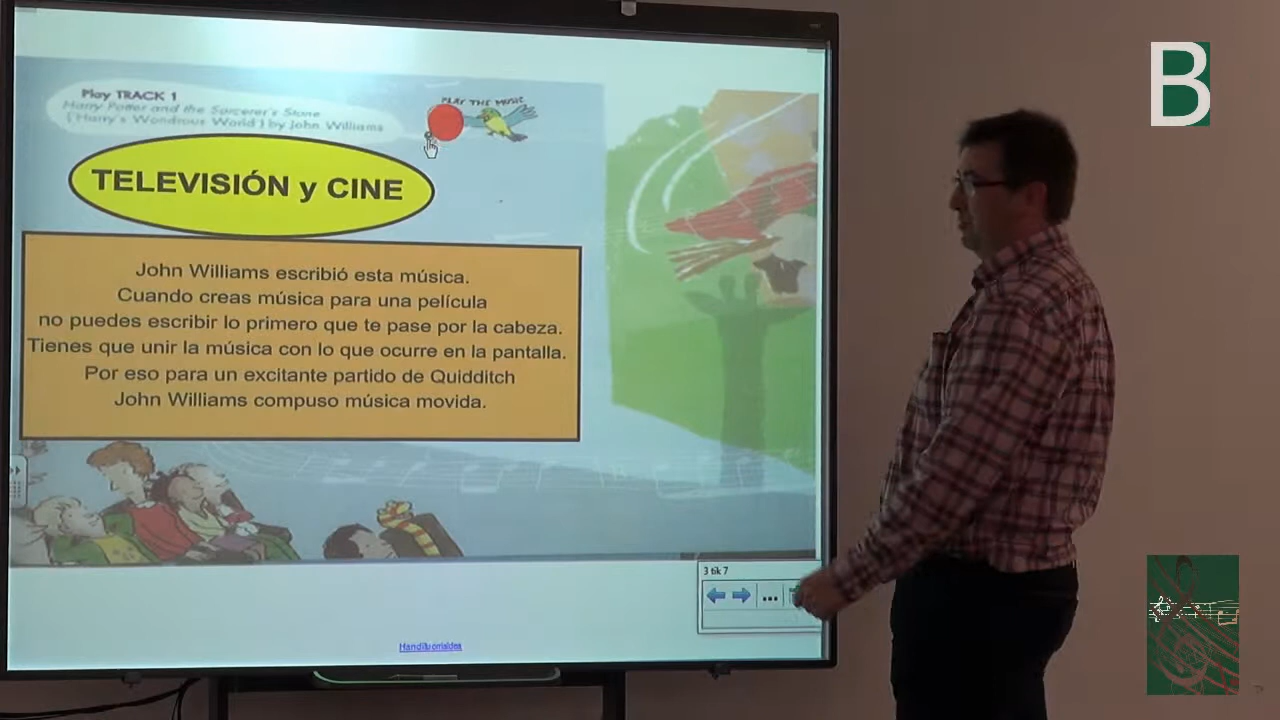 B
Play TRACK 1
Harry Potter and the Sorcerer's Stone
(Harry's Wondrous World) by John Williams
PLAY THE MUSIC
TELEVISIÓN y CINE
John Williams escribió esta música.
Cuando creas música para una película
no puedes escribir lo primero que te pase por la cabeza.
Tienes que unir la música con lo que ocurre en la pantalla.
Por eso para un excitante partido de Quidditch
John Williams compuso música movida.
3 tik 7
...